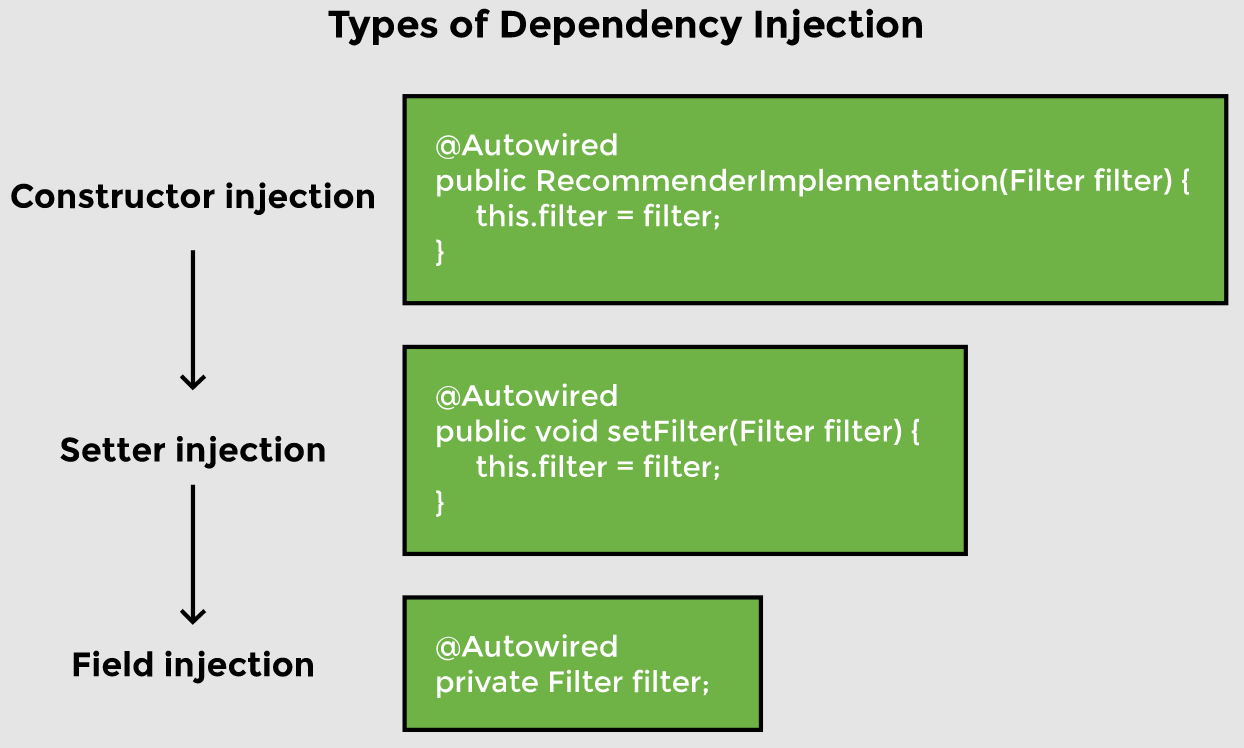 Types of Dependency Injection
Constructor injection
@Autowired
public RecommenderImplementation(Filter filter) {
this.filter = filter;
}
Setter injection
@Autowired
public void setFilter(Filter filter) {
this.filter = filter;
}
Field injection
@Autowired
private Filter filter;